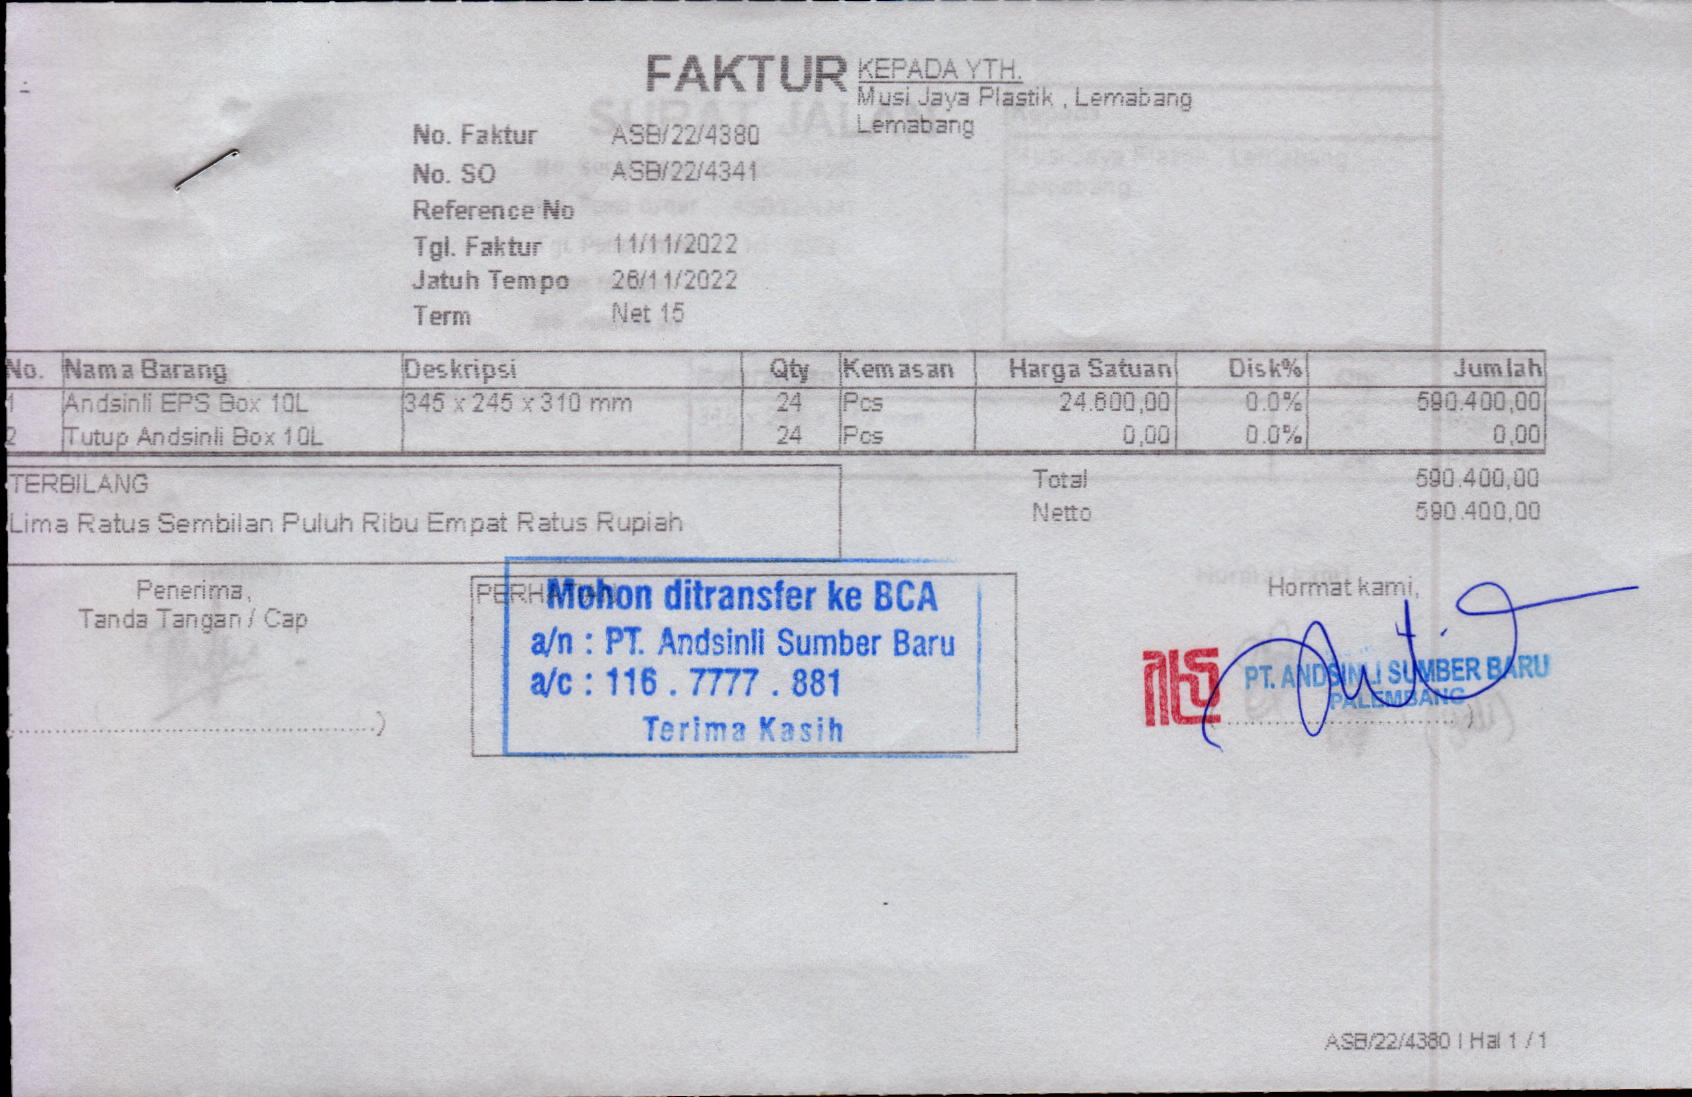 FAKTUR
KEPADA YTH.
Musi Jaya Plastik , Lemabang
Lemabang
No. Faktur ASB/22/4380
No. SO ASB/22/4341
Reference No
Tgl. Faktur 11/11/2022
Jatuh Tempo 26/11/2022
Term Net 15
No. Nama Barang Deskripsi Qty Kemasan Harga Satuan Disk% Jumlah
1 Andsinli EPS Box 10L 345 x 245 x 310 mm 24 Pcs 24.600,00 0.0% 590.400,00
2 Tutup Andsinli Box 10L 24 Pcs 0,00 0.0% 0,00
TERBILANG
Lima Ratus Sembilan Puluh Ribu Empat Ratus Rupiah
Total 590.400,00
Netto 590.400,00
Penerima,
Tanda Tangan / Cap
PERHATIAN
Mohon ditransfer ke BCA
a/n : PT. Andsinli Sumber Baru
a/c : 116 . 7777 . 881
Terima Kasih
Hormat kami,
PT. ANDSINLI SUMBER BARU
PALEMBANG
ASB/22/4380 | Hal 1 / 1